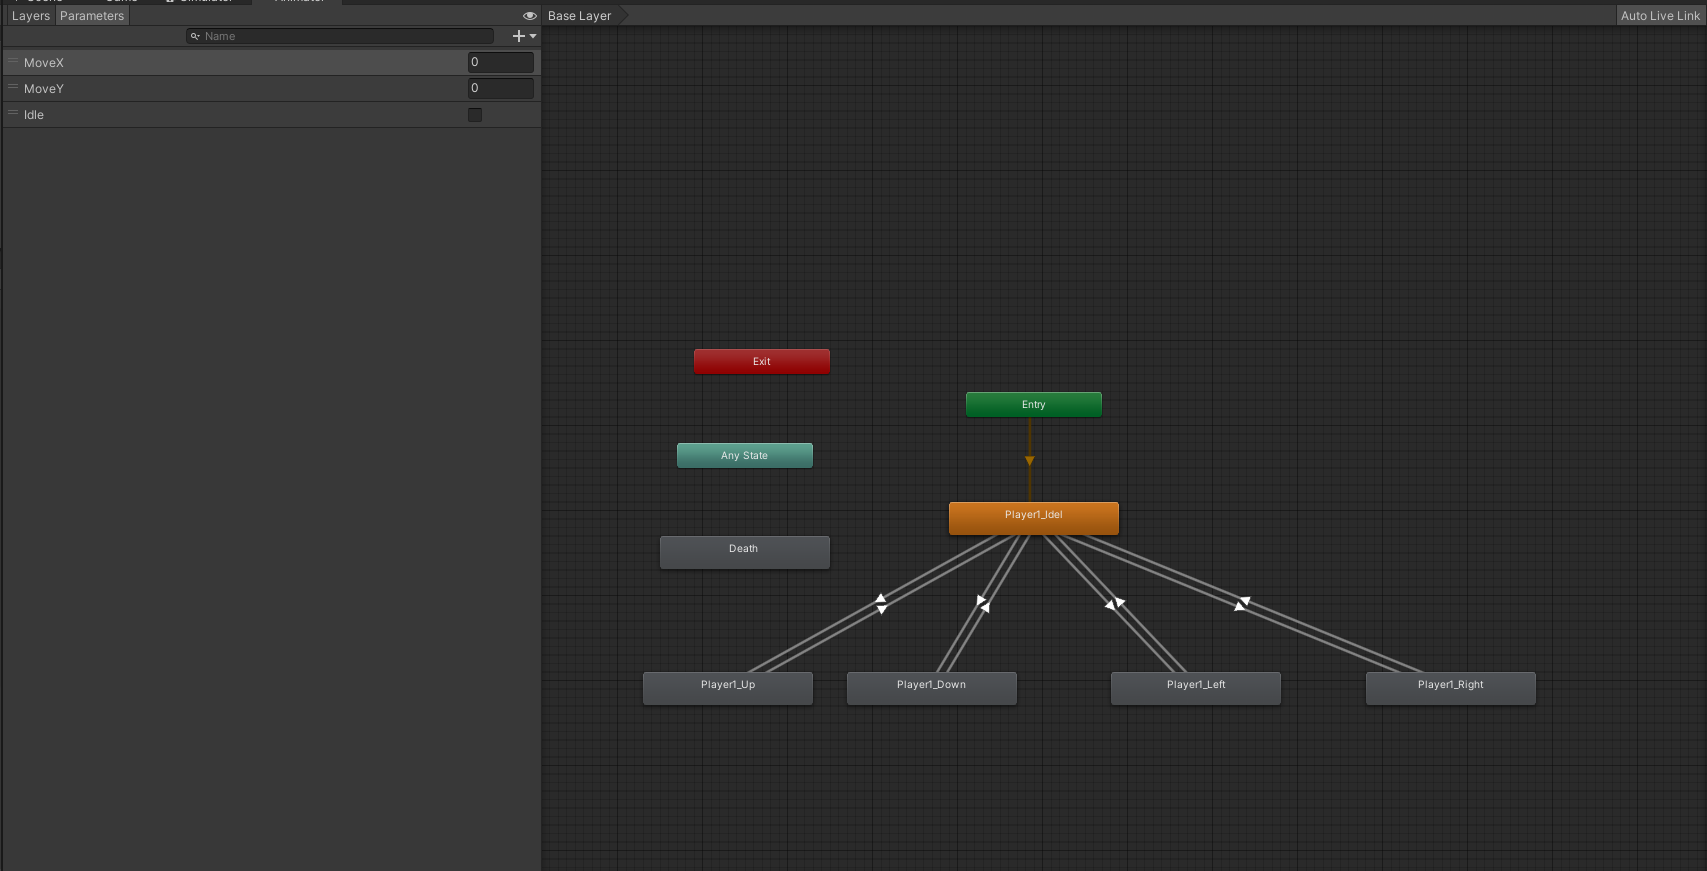 Layers Parameters
Base Layer
Auto Live Link
Name
MoveX 0
MoveY 0
Idle
Exit
Entry
Any State
Player1_Idel
Death
Player1_Up
Player1_Down
Player1_Left
Player1_Right